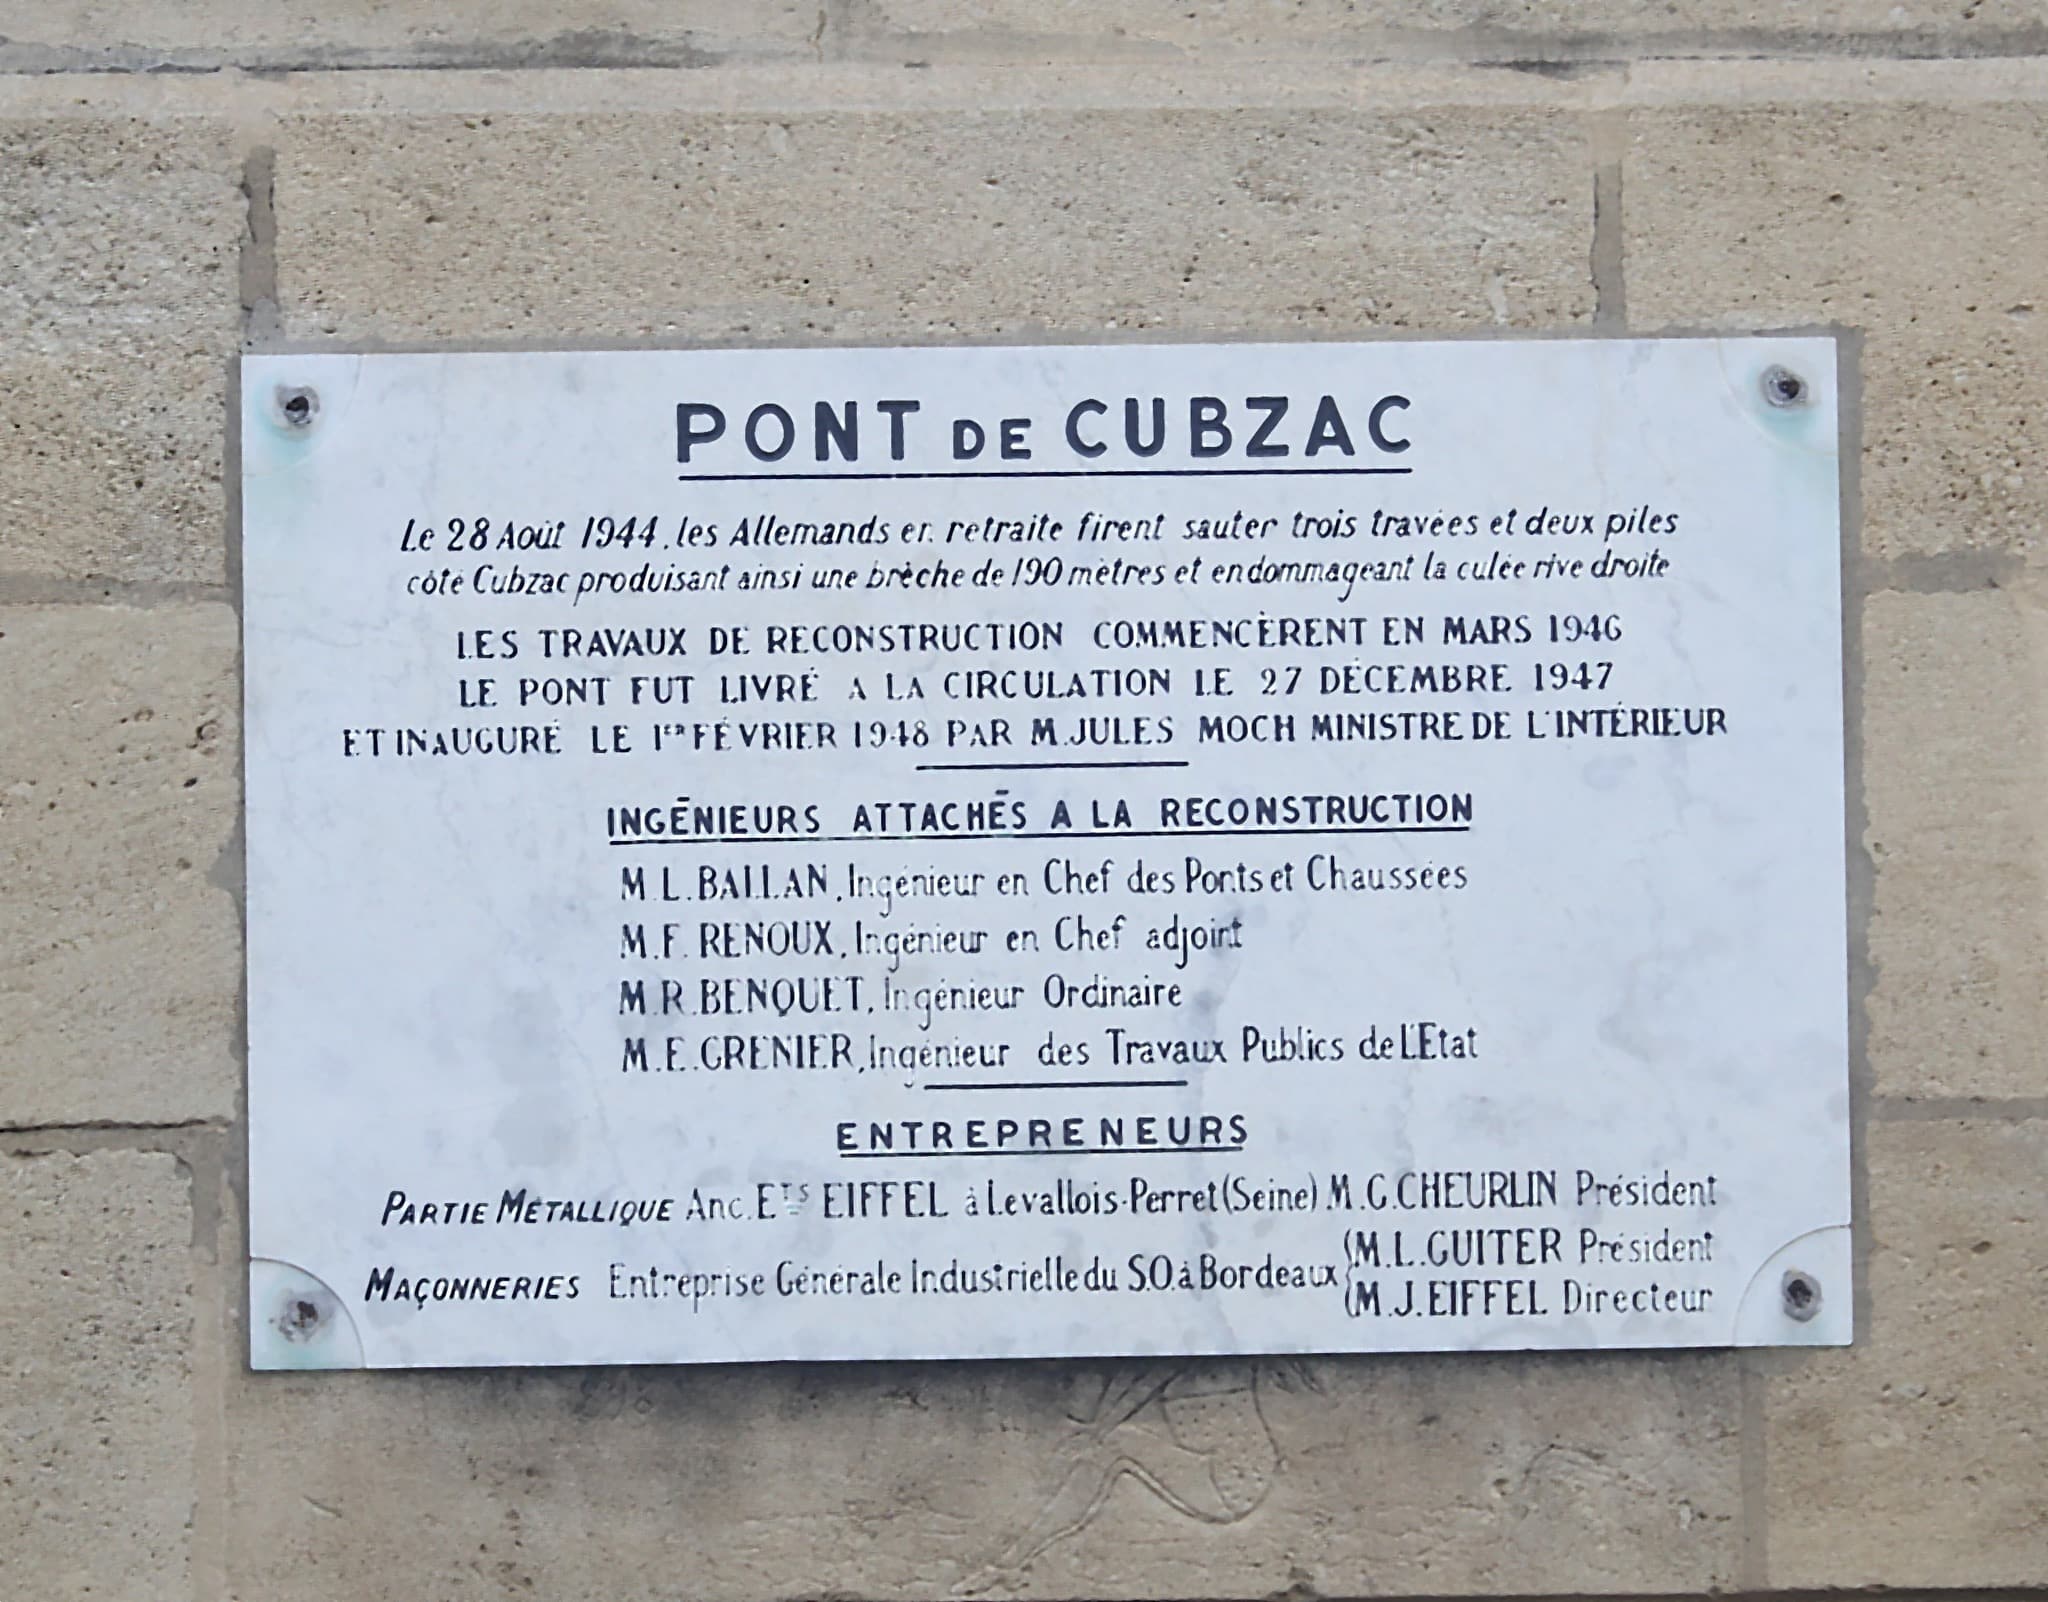 PONT DE CUBZAC
Le 28 Août 1944, les Allemands en retraite firent sauter trois travées et deux piles
côté Cubzac produisant ainsi une brèche de 190 mètres et endommageant la culée rive droite
LES TRAVAUX DE RECONSTRUCTION COMMENCÈRENT EN MARS 1946
LE PONT FUT LIVRÉ A LA CIRCULATION LE 27 DÉCEMBRE 1947
ET INAUGURÉ LE 1ER FÉVRIER 1948 PAR M. JULES MOCH MINISTRE DE L'INTÉRIEUR
INGÉNIEURS ATTACHÉS A LA RECONSTRUCTION
M.L. BALLAN, Ingénieur en Chef des Ponts et Chaussées
M.F. RENOUX, Ingénieur en Chef adjoint
M.R. BENQUET, Ingénieur Ordinaire
M.E. GRENIER, Ingénieur des Travaux Publics de L'Etat
ENTREPRENEURS
PARTIE MÉTALLIQUE Anc. ETS EIFFEL à Levallois-Perret (Seine) M.G. CHEURLIN Président
MAÇONNERIES Entreprise Générale Industrielle du S.O. à Bordeaux {M.L. GUITER Président
{M.J. EIFFEL Directeur